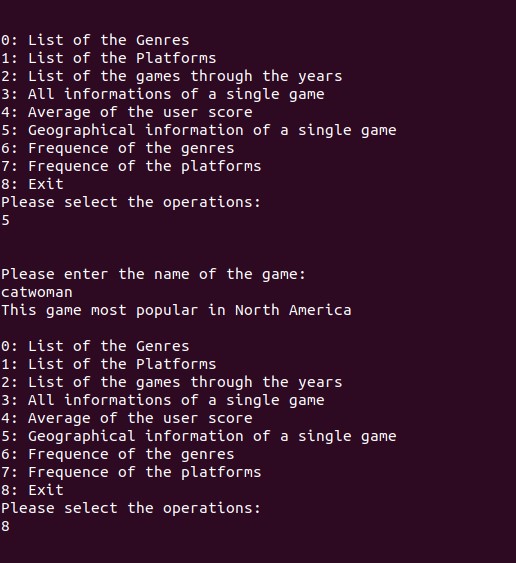 0: List of the Genres
1: List of the Platforms
2: List of the games through the years
3: All informations of a single game
4: Average of the user score
5: Geographical information of a single game
6: Frequence of the genres
7: Frequence of the platforms
8: Exit
Please select the operations:
5
Please enter the name of the game:
catwoman
This game most popular in North America
0: List of the Genres
1: List of the Platforms
2: List of the games through the years
3: All informations of a single game
4: Average of the user score
5: Geographical information of a single game
6: Frequence of the genres
7: Frequence of the platforms
8: Exit
Please select the operations:
8